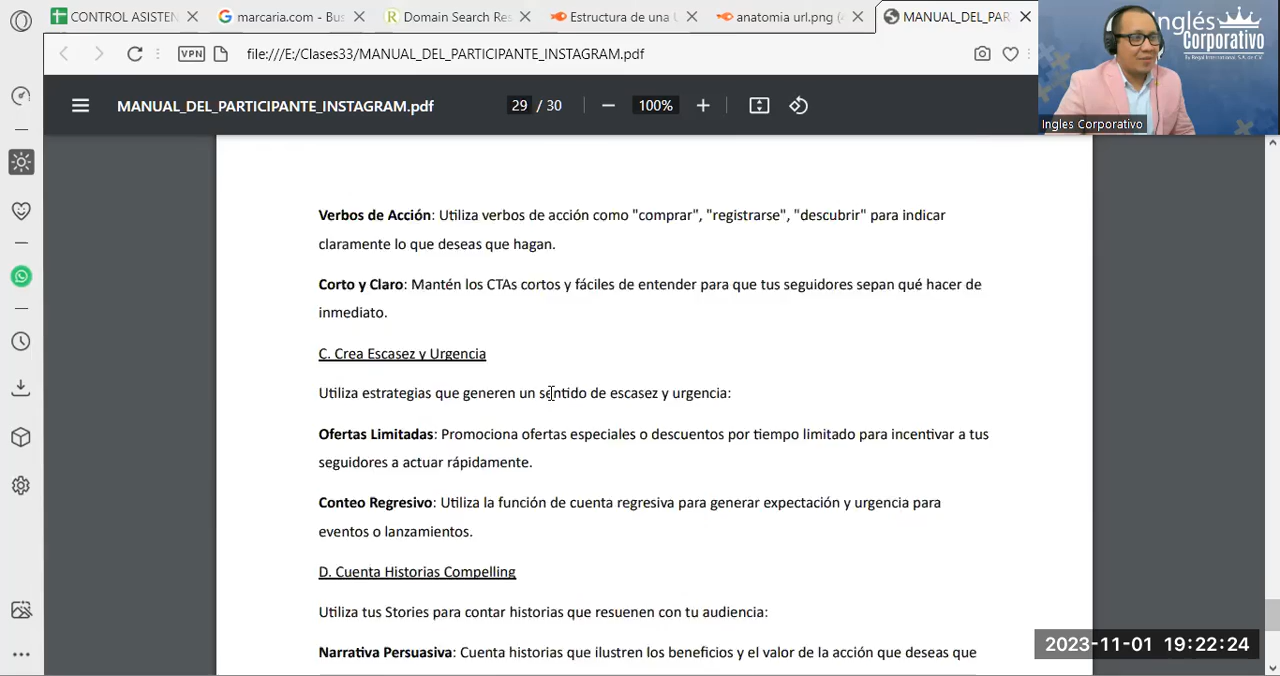 CONTROL ASISTEN
marcaria.com - Bus
Domain Search Res
Estructura de una U
anatomia url.png (
MANUAL_DEL_PAR
VPN
file:///E:/Clases33/MANUAL_DEL_PARTICIPANTE_INSTAGRAM.pdf
Inglés
Corporativo
Tv Regal International, S.A. de C.V.
Ingles Corporativo
MANUAL_DEL_PARTICIPANTE_INSTAGRAM.pdf
29 / 30
100%
Verbos de Acción: Utiliza verbos de acción como "comprar", "registrarse", "descubrir" para indicar
claramente lo que deseas que hagan.
Corto y Claro: Mantén los CTAs cortos y fáciles de entender para que tus seguidores sepan qué hacer de
inmediato.
C. Crea Escasez y Urgencia
Utiliza estrategias que generen un sentido de escasez y urgencia:
Ofertas Limitadas: Promociona ofertas especiales o descuentos por tiempo limitado para incentivar a tus
seguidores a actuar rápidamente.
Conteo Regresivo: Utiliza la función de cuenta regresiva para generar expectación y urgencia para
eventos o lanzamientos.
D. Cuenta Historias Compelling
Utiliza tus Stories para contar historias que resuenen con tu audiencia:
Narrativa Persuasiva: Cuenta historias que ilustren los beneficios y el valor de la acción que deseas que
2023-11-01 19:22:24